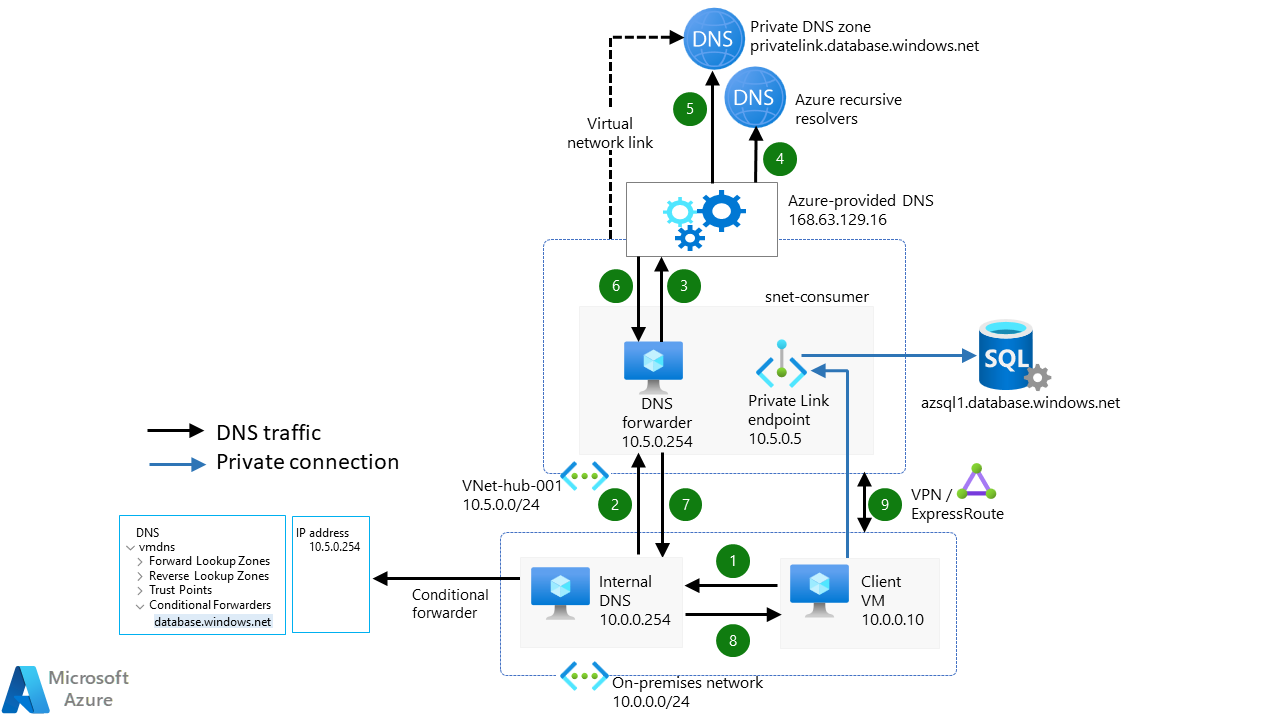 DNS
Private DNS zone
privatelink.database.windows.net
DNS
Azure recursive
resolvers
5
4
Virtual
network link
Azure-provided DNS
168.63.129.16
6
3
snet-consumer
DNS
forwarder
10.5.0.254
Private Link
endpoint
10.5.0.5
SQL
azsql1.database.windows.net
DNS traffic
Private connection
VNet-hub-001
10.5.0.0/24
2
7
9
VPN /
ExpressRoute
DNS
vmdns
Forward Lookup Zones
Reverse Lookup Zones
Trust Points
Conditional Forwarders
database.windows.net
IP address
10.5.0.254
Conditional
forwarder
Internal
DNS
10.0.0.254
1
8
Client
VM
10.0.0.10
On-premises network
10.0.0.0/24
Microsoft
Azure